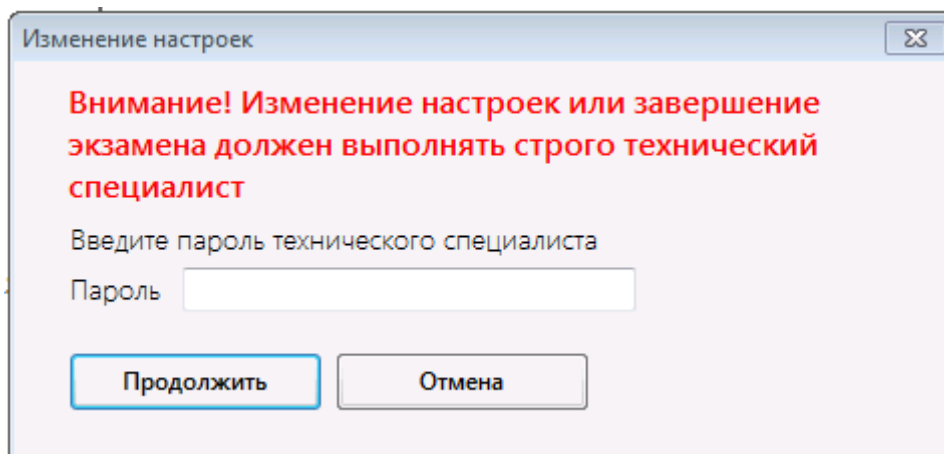 Изменение настроек
Внимание! Изменение настроек или завершение
экзамена должен выполнять строго технический
специалист
Введите пароль технического специалиста
Пароль
Продолжить
Отмена